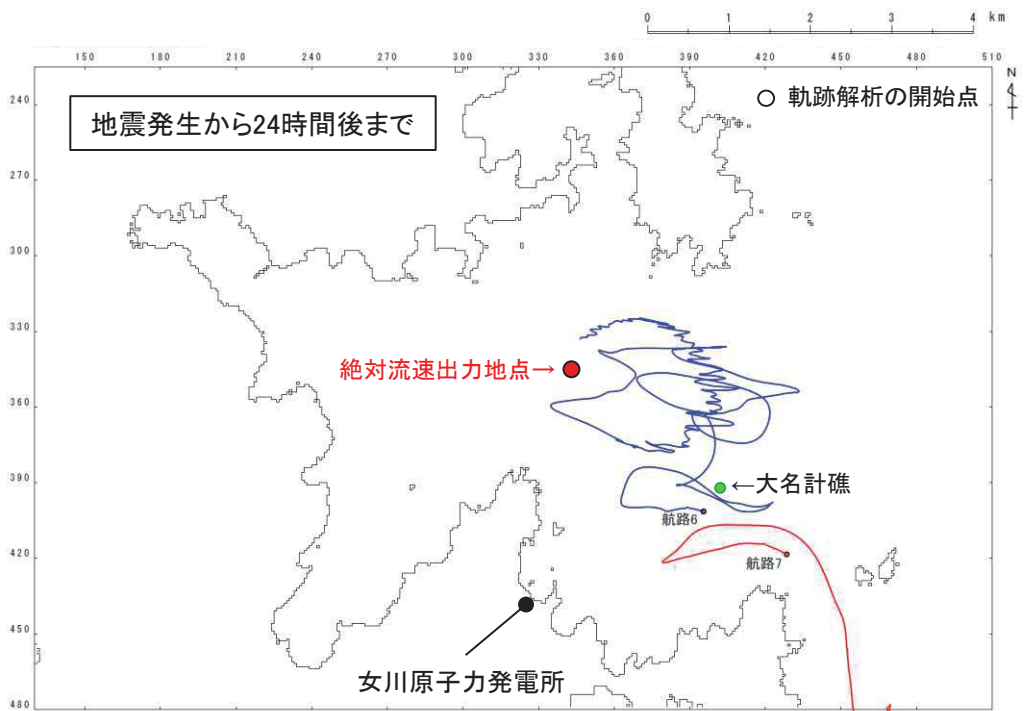 0 1 2 3 4 km
150 180 210 240 270 300 330 360 390 420 450 480 510
N
240
270
300
330
360
390
420
450
480
地震発生から24時間後まで
○ 軌跡解析の開始点
絶対流速出力地点→
←大名計礁
航路6
航路7
女川原子力発電所